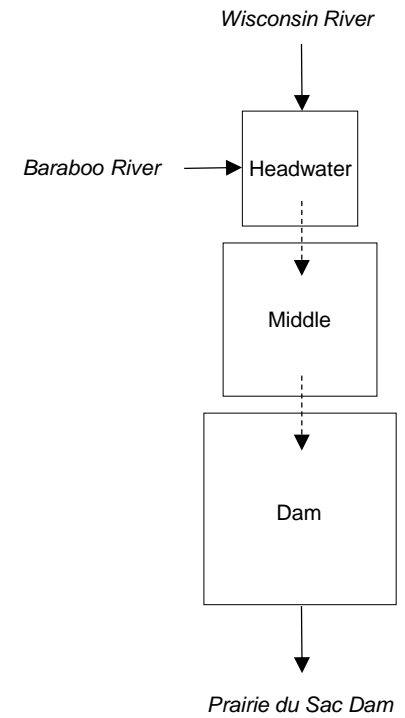 Wisconsin River
Baraboo River
Headwater
Middle
Dam
Prairie du Sac Dam